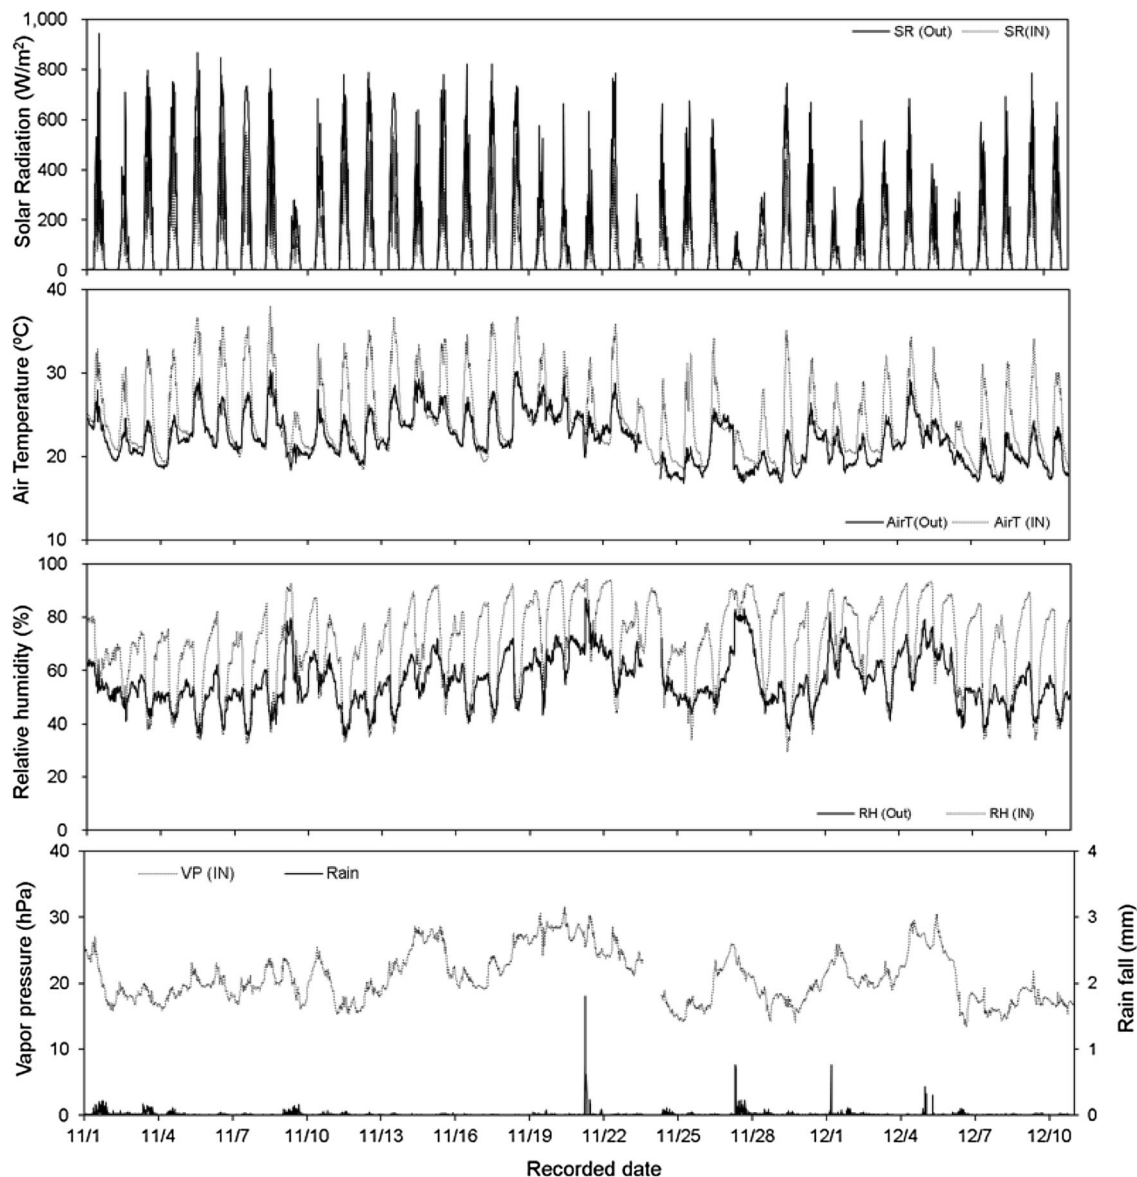 1,000
SR (Out) SR(IN)
800
600
400
200
0
Solar Radiation (W/m²)
40
30
20
10
Air Temperature (ºC)
AirT(Out) AirT (IN)
100
80
60
40
20
0
Relative humidity (%)
RH (Out) RH (IN)
40 4
VP (IN) Rain
30 3
20 2
10 1
0 0
Vapor pressure (hPa)
Rain fall (mm)
11/1 11/4 11/7 11/10 11/13 11/16 11/19 11/22 11/25 11/28 12/1 12/4 12/7 12/10
Recorded date